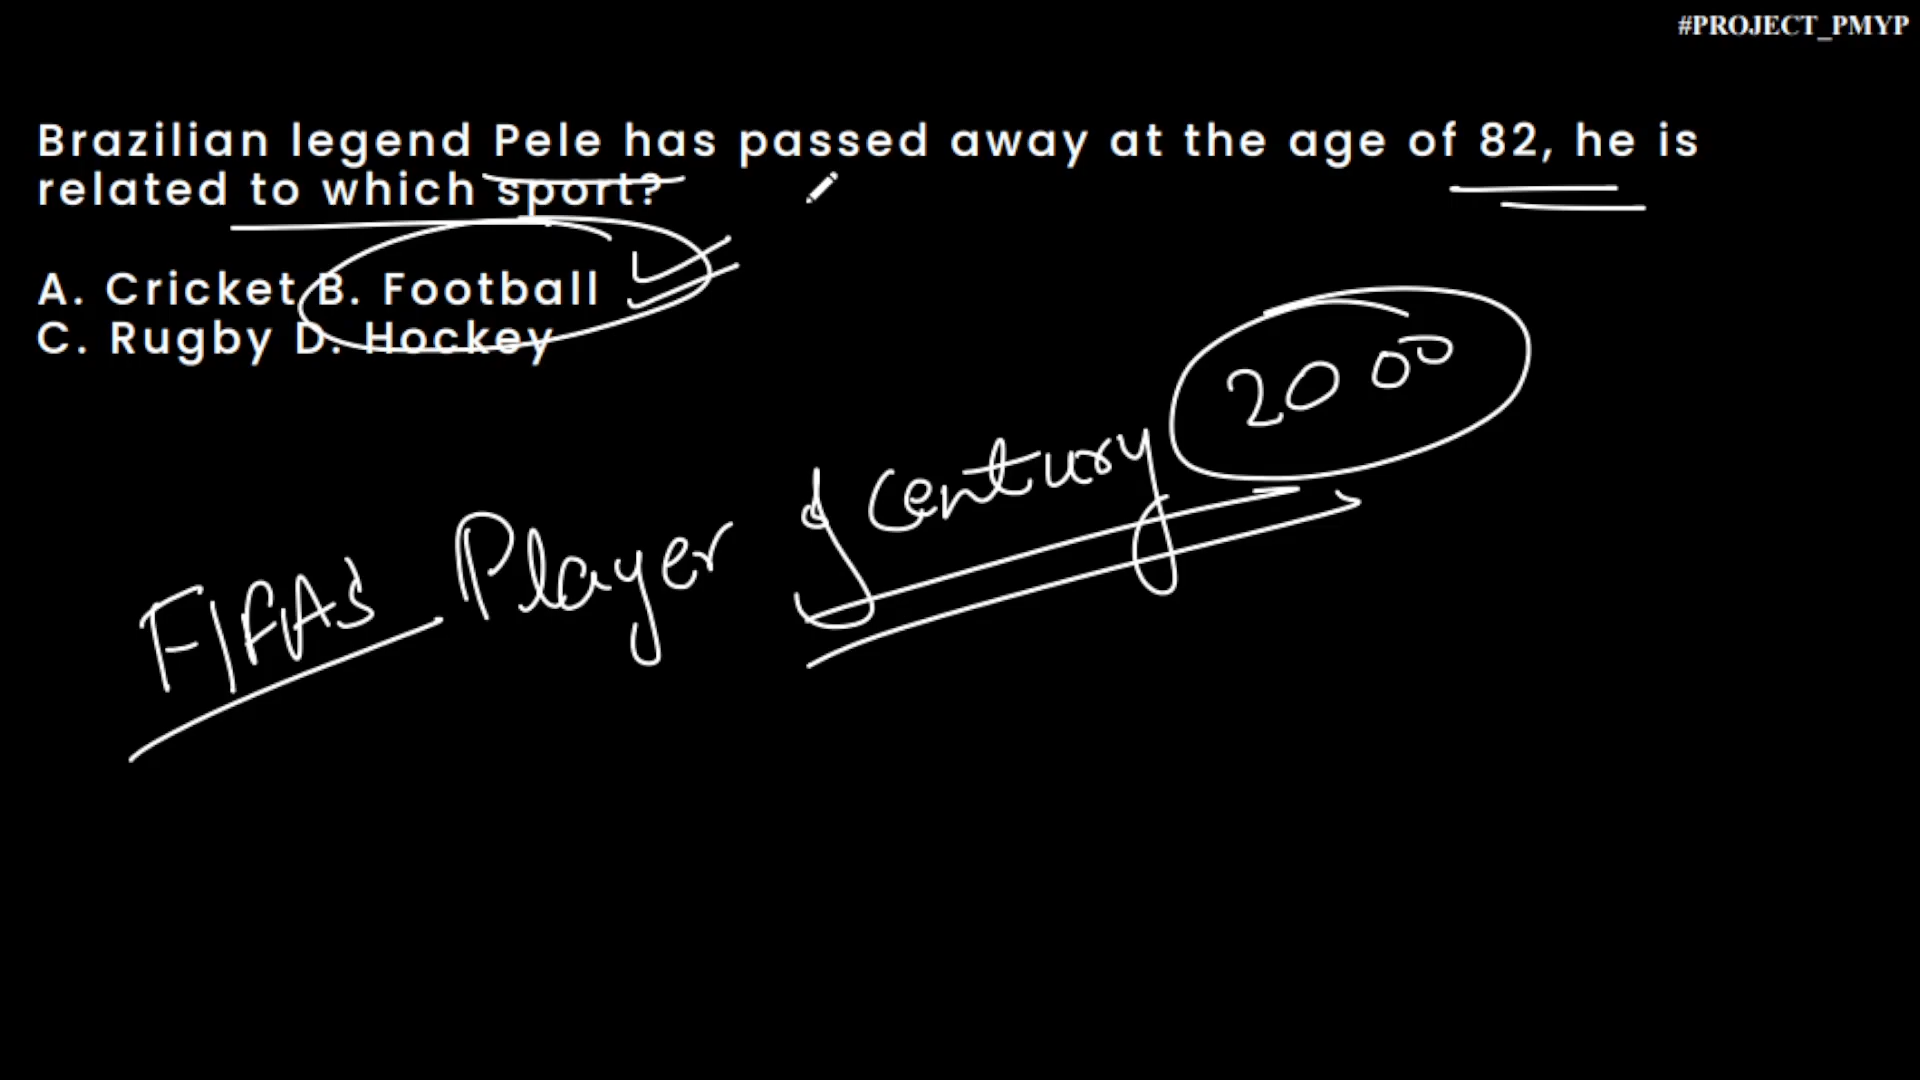 #PROJECT_PMYP
Brazilian legend Pele has passed away at the age of 82, he is
related to which sport?
A. Cricket B. Football
C. Rugby D. Hockey
2000
FIFAs Player of century